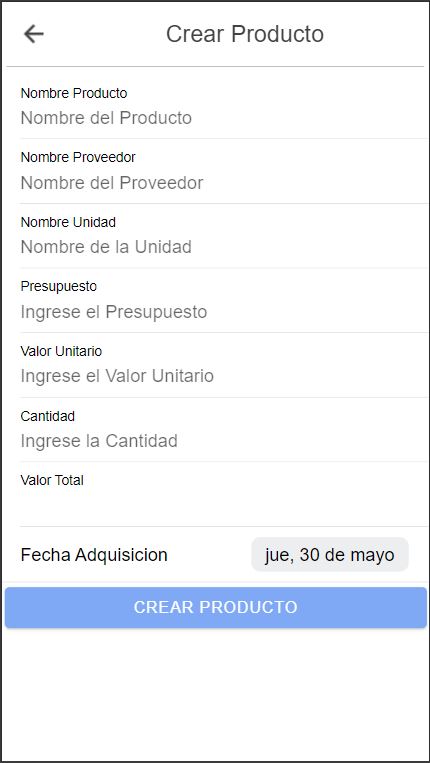 Crear Producto
Nombre Producto
Nombre del Producto
Nombre Proveedor
Nombre del Proveedor
Nombre Unidad
Nombre de la Unidad
Presupuesto
Ingrese el Presupuesto
Valor Unitario
Ingrese el Valor Unitario
Cantidad
Ingrese la Cantidad
Valor Total
Fecha Adquisicion jue, 30 de mayo
CREAR PRODUCTO